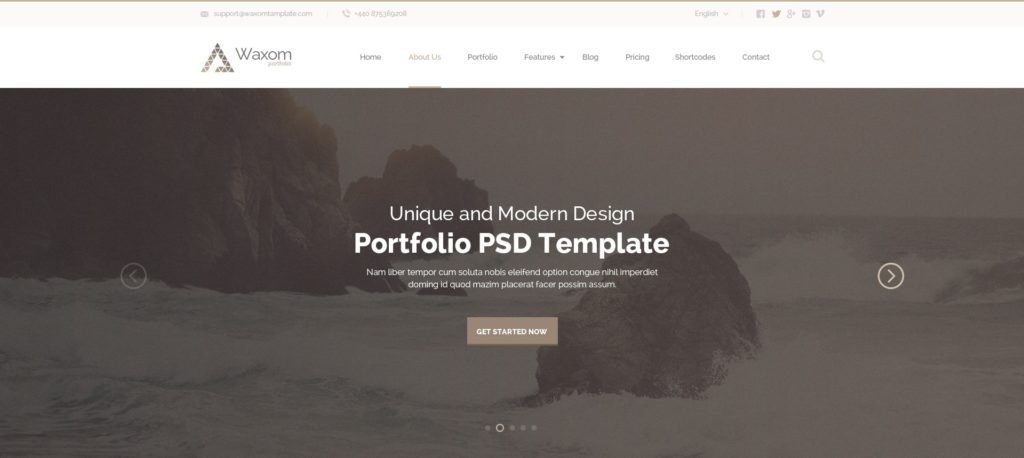 support@waxomtamplate.com
+440 875369208
English
Waxom
portfolio
Home
About Us
Portfolio
Features
Blog
Pricing
Shortcodes
Contact
Unique and Modern Design
Portfolio PSD Template
Nam liber tempor cum soluta nobis eleifend option congue nihil imperdiet
doming id quod mazim placerat facer possim assum.
GET STARTED NOW